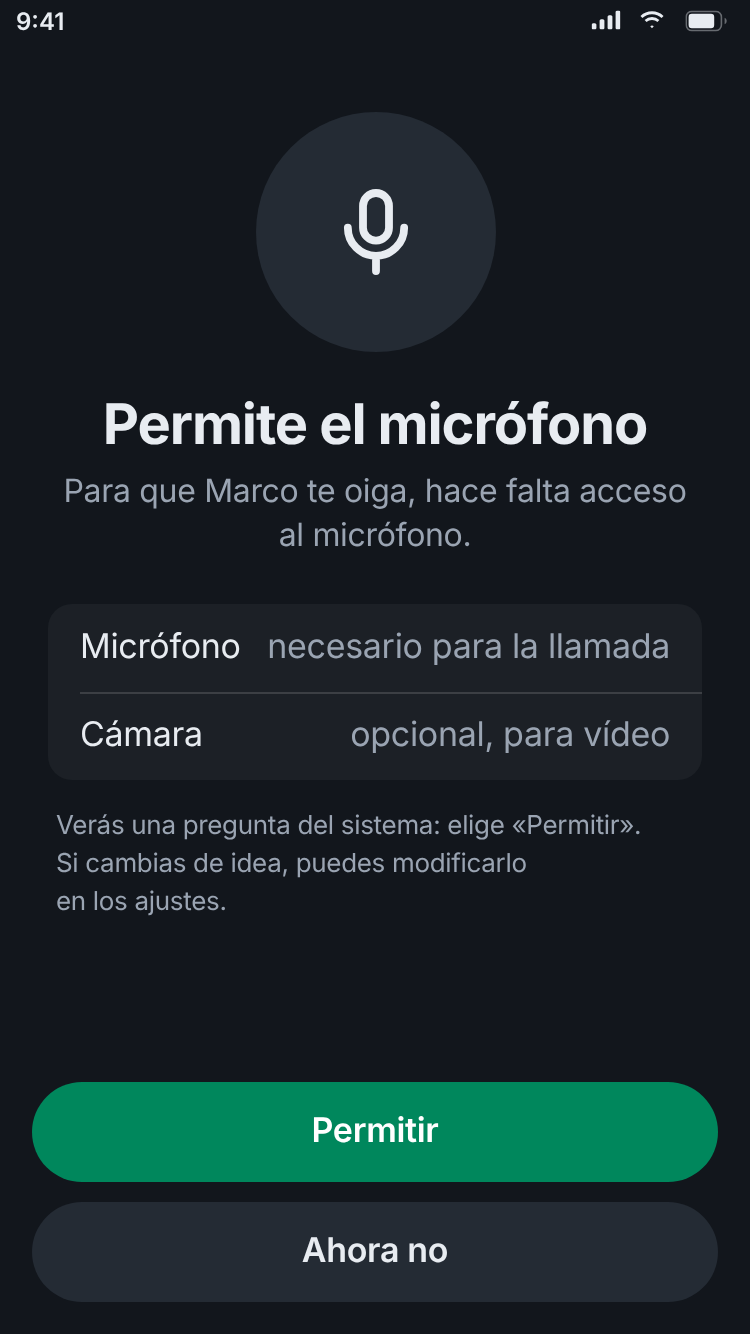 9:41
Permite el micrófono
Para que Marco te oiga, hace falta acceso
al micrófono.
Micrófono necesario para la llamada
Cámara opcional, para vídeo
Verás una pregunta del sistema: elige «Permitir».
Si cambias de idea, puedes modificarlo
en los ajustes.
Permitir
Ahora no